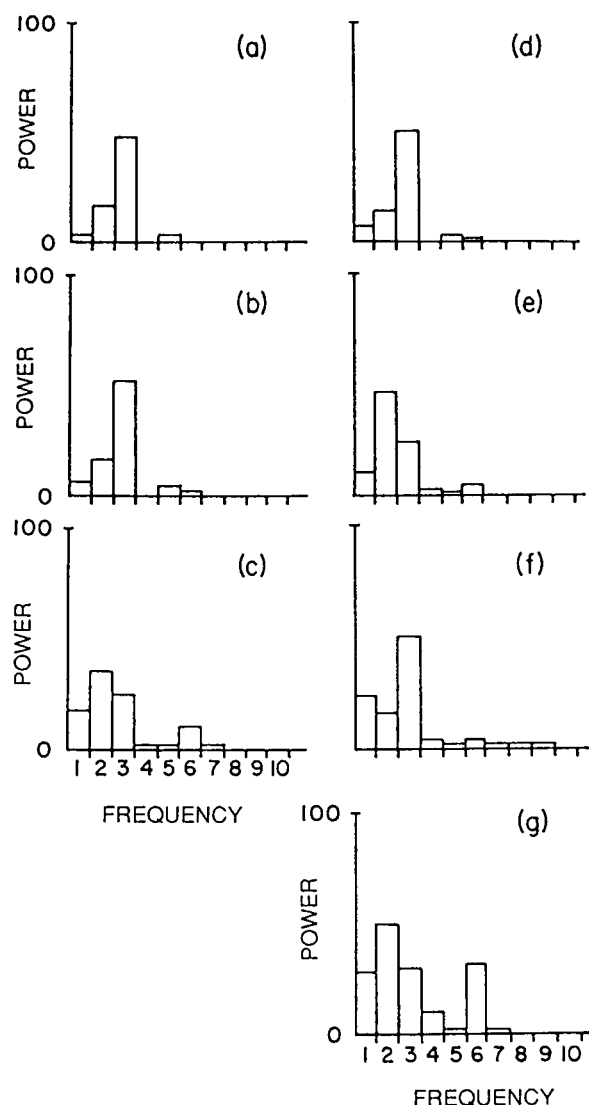 100
(a)
POWER
0
(d)
100
(b)
POWER
0
(e)
100
(c)
POWER
0
1 2 3 4 5 6 7 8 9 10
FREQUENCY
(f)
100
(g)
POWER
0
1 2 3 4 5 6 7 8 9 10
FREQUENCY